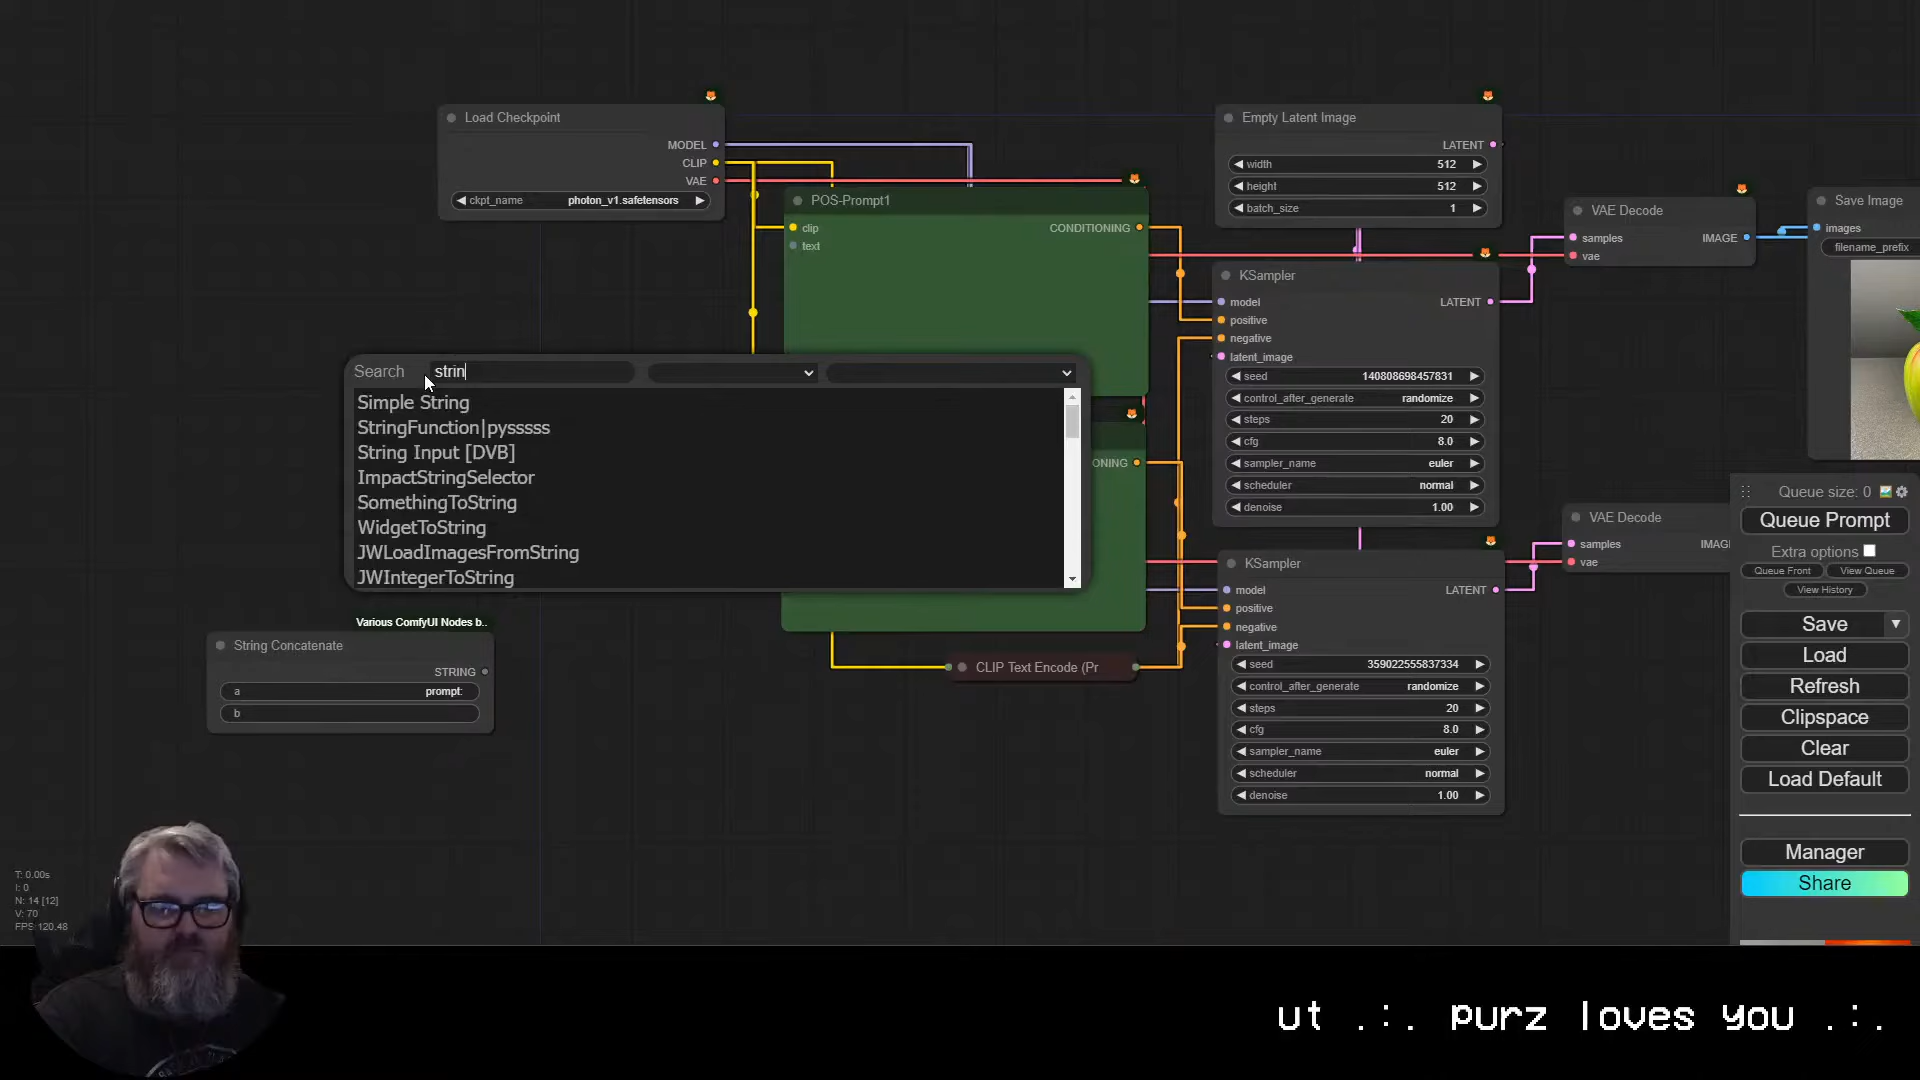 Load Checkpoint
MODEL
CLIP
VAE
ckpt_name photon_v1.safetensors
POS-Prompt1
clip CONDITIONING
text
Empty Latent Image
LATENT
width 512
height 512
batch_size 1
KSampler
model LATENT
positive
negative
latent_image
seed 140808698457831
control_after_generate randomize
steps 20
cfg 8.0
sampler_name euler
scheduler normal
denoise 1.00
VAE Decode
samples IMAGE
vae
Save Image
images
filename_prefix
Search strin
Simple String
StringFunction|pysssss
String Input [DVB]
ImpactStringSelector
SomethingToString
WidgetToString
JWLoadImagesFromString
JWIntegerToString
ONING
Various ComfyUI Nodes b..
String Concatenate
STRING
a prompt:
b
CLIP Text Encode (Pr
KSampler
model LATENT
positive
negative
latent_image
seed 359022555837334
control_after_generate randomize
steps 20
cfg 8.0
sampler_name euler
scheduler normal
denoise 1.00
VAE Decode
samples IMAG
vae
Queue size: 0
Queue Prompt
Extra options
Queue Front View Queue
View History
Save
Load
Refresh
Clipspace
Clear
Load Default
Manager
Share
T: 0.00s
I: 0
N: 14 [12]
V: 70
FPS:120.48
ut .:. purz loves you .:.